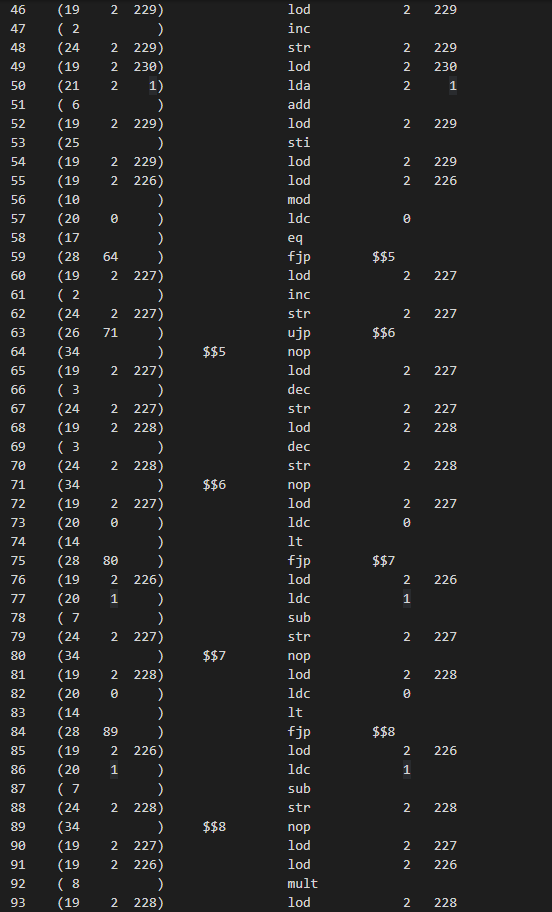 46    (19    2  229)               lod           2   229
47    ( 2          )               inc
48    (24    2  229)               str           2   229
49    (19    2  230)               lod           2   230
50    (21    2    1)               lda           2     1
51    ( 6          )               add
52    (19    2  229)               lod           2   229
53    (25          )               sti
54    (19    2  229)               lod           2   229
55    (19    2  226)               lod           2   226
56    (10          )               mod
57    (20    0     )               ldc           0
58    (17          )               eq
59    (28   64     )               fjp       $$5
60    (19    2  227)               lod           2   227
61    ( 2          )               inc
62    (24    2  227)               str           2   227
63    (26   71     )               ujp       $$6
64    (34          )     $$5       nop
65    (19    2  227)               lod           2   227
66    ( 3          )               dec
67    (24    2  227)               str           2   227
68    (19    2  228)               lod           2   228
69    ( 3          )               dec
70    (24    2  228)               str           2   228
71    (34          )     $$6       nop
72    (19    2  227)               lod           2   227
73    (20    0     )               ldc           0
74    (14          )               lt
75    (28   80     )               fjp       $$7
76    (19    2  226)               lod           2   226
77    (20    1     )               ldc           1
78    ( 7          )               sub
79    (24    2  227)               str           2   227
80    (34          )     $$7       nop
81    (19    2  228)               lod           2   228
82    (20    0     )               ldc           0
83    (14          )               lt
84    (28   89     )               fjp       $$8
85    (19    2  226)               lod           2   226
86    (20    1     )               ldc           1
87    ( 7          )               sub
88    (24    2  228)               str           2   228
89    (34          )     $$8       nop
90    (19    2  227)               lod           2   227
91    (19    2  226)               lod           2   226
92    ( 8          )               mult
93    (19    2  228)               lod           2   228